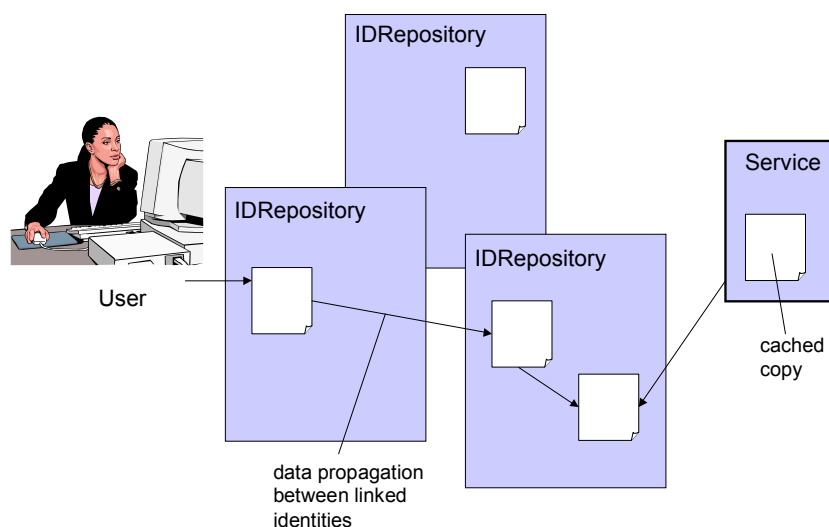 IDRepository
Service
IDRepository
IDRepository
User
cached
copy
data propagation
between linked
identities